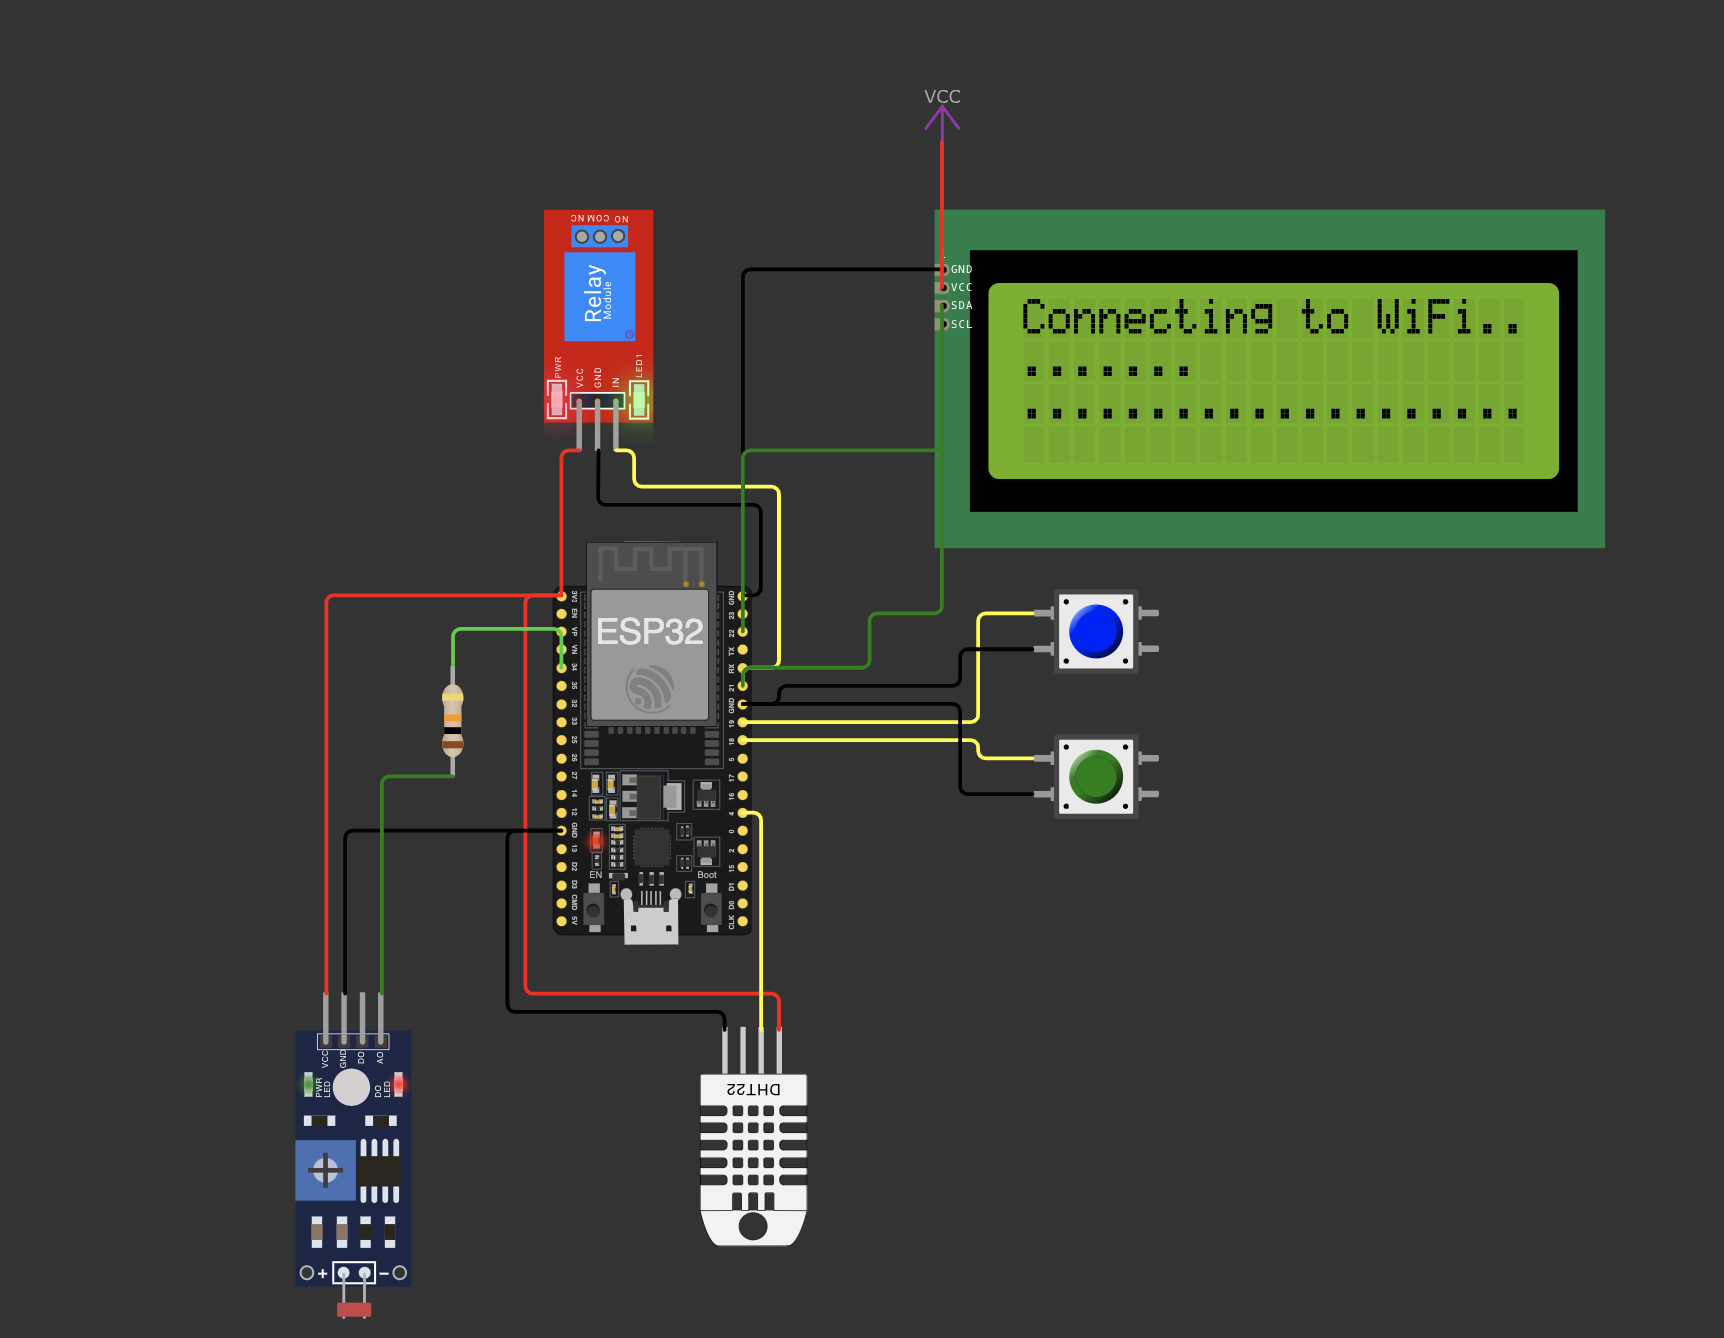 VCC
NO COM NC
Relay
Module
PWR
VCC
GND
IN
LED1
GND
VCC
SDA
SCL
Connecting to WiFi..
.......
....................
ESP32
3V3
EN
VP
VN
34
35
32
33
25
26
27
14
12
GND
13
D2
D3
CMD
5V
GND
23
22
TX
RX
21
GND
19
18
5
17
16
4
0
2
15
D1
D0
CLK
EN
Boot
VCC
GND
DO
AO
PWR
LED
DO
LED
+
−
DHT22